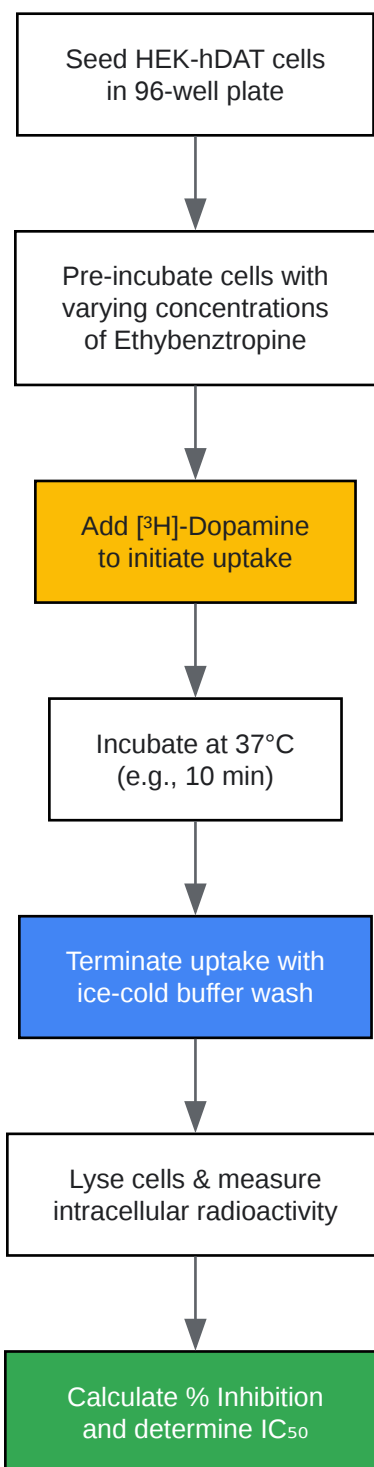 Seed HEK-hDAT cells
in 96-well plate
Pre-incubate cells with
varying concentrations
of Ethybenztropine
Add [³H]-Dopamine
to initiate uptake
Incubate at 37°C
(e.g., 10 min)
Terminate uptake with
ice-cold buffer wash
Lyse cells & measure
intracellular radioactivity
Calculate % Inhibition
and determine IC₅₀